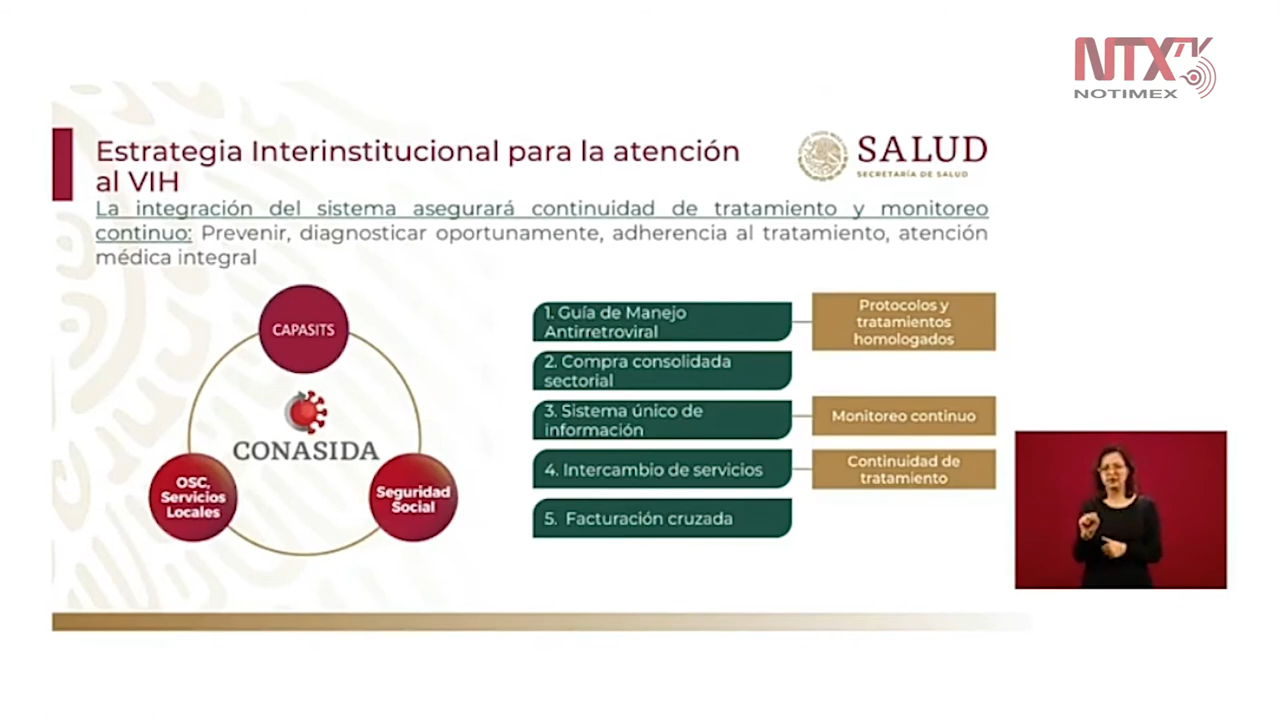 NTX TV
NOTIMEX
Estrategia Interinstitucional para la atención
al VIH
SALUD
SECRETARÍA DE SALUD
La integración del sistema asegurará continuidad de tratamiento y monitoreo
continuo: Prevenir, diagnosticar oportunamente, adherencia al tratamiento, atención
médica integral
CAPASITS
CONASIDA
OSC,
Servicios
Locales
Seguridad
Social
1. Guía de Manejo
Antirretroviral
Protocolos y
tratamientos
homologados
2. Compra consolidada
sectorial
3. Sistema único de
información
Monitoreo continuo
4. Intercambio de servicios
Continuidad de
tratamiento
5. Facturación cruzada